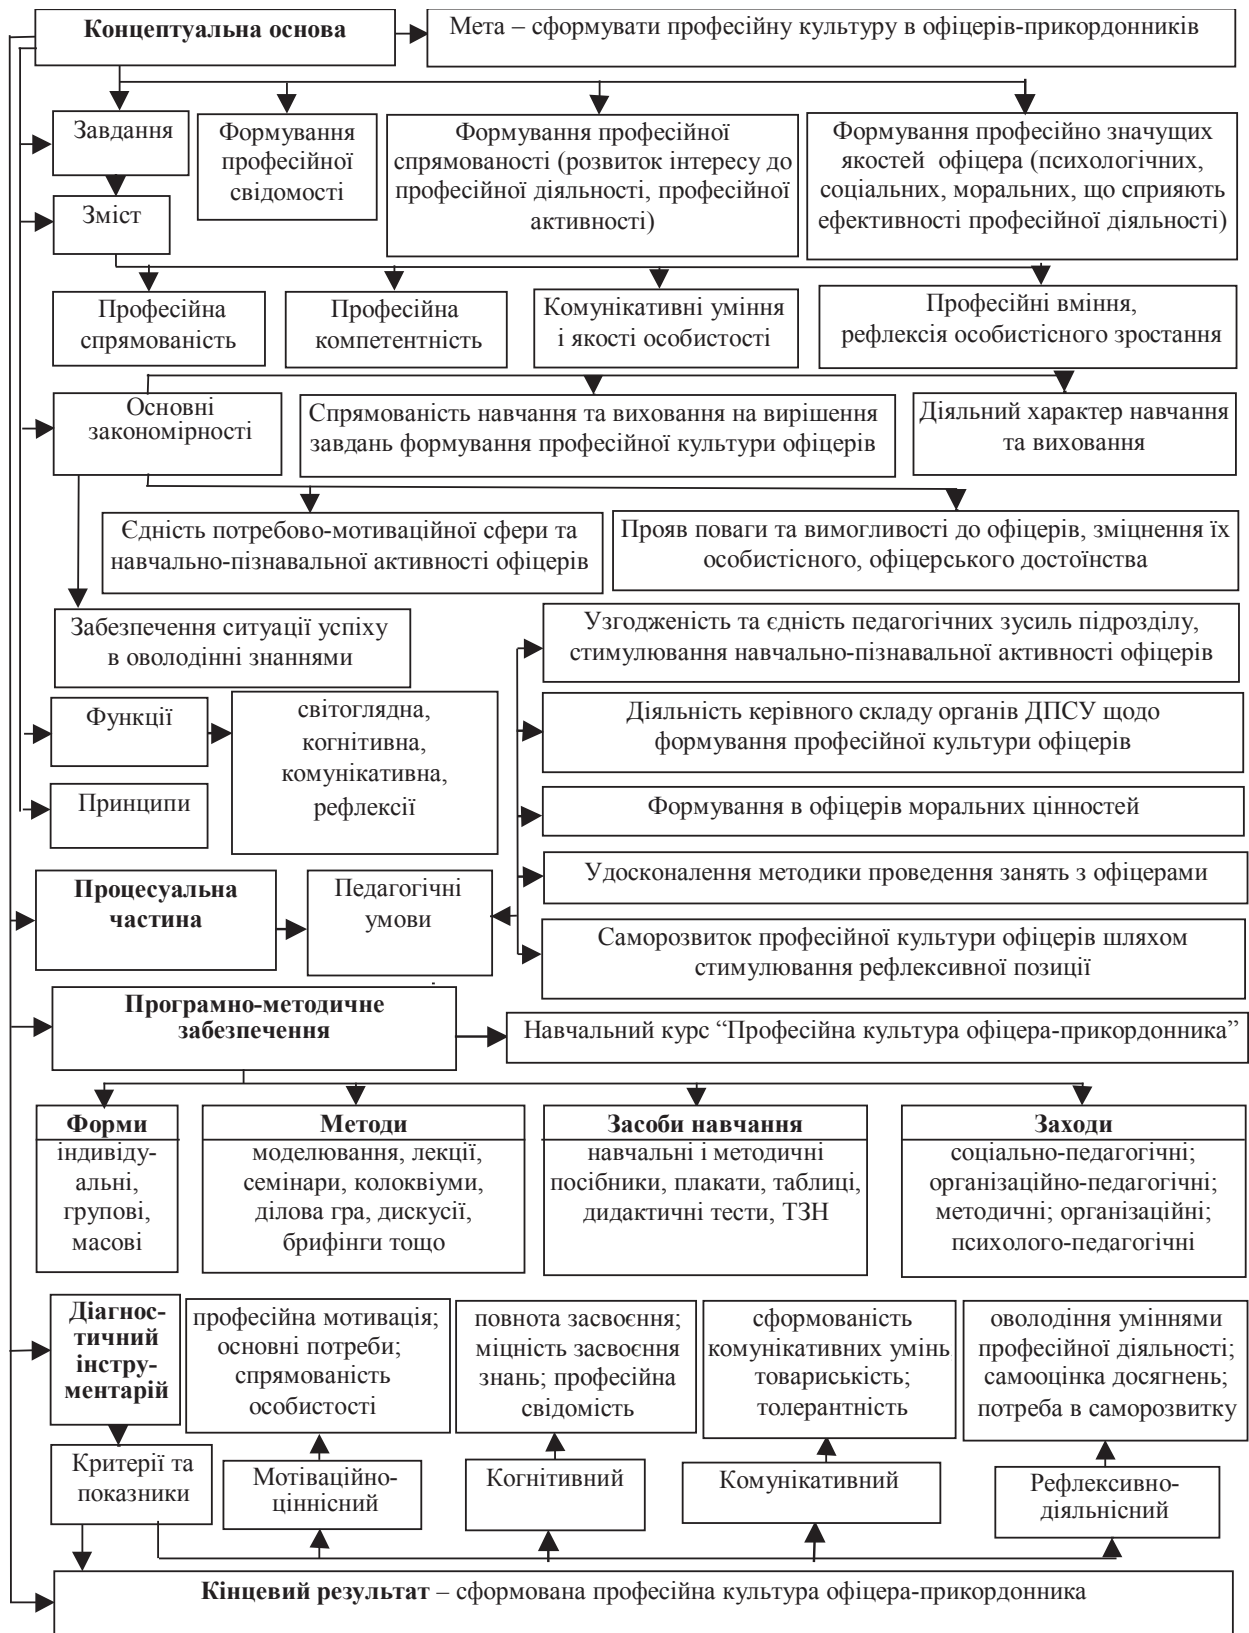 Концептуальна основа
Мета – сформувати професійну культуру в офіцерів-прикордонників
Завдання
Формування
професійної
свідомості
Формування професійної
спрямованості (розвиток інтересу до
професійної діяльності, професійної
активності)
Формування професійно значущих
якостей офіцера (психологічних,
соціальних, моральних, що сприяють
ефективності професійної діяльності)
Зміст
Професійна
спрямованість
Професійна
компетентність
Комунікативні уміння
і якості особистості
Професійні вміння,
рефлексія особистісного зростання
Основні
закономірності
Спрямованість навчання та виховання на вирішення
завдань формування професійної культури офіцерів
Діяльний характер навчання
та виховання
Єдність потребово-мотиваційної сфери та
навчально-пізнавальної активності офіцерів
Прояв поваги та вимогливості до офіцерів, зміцнення їх
особистісного, офіцерського достоїнства
Забезпечення ситуації успіху
в оволодінні знаннями
Узгодженість та єдність педагогічних зусиль підрозділу,
стимулювання навчально-пізнавальної активності офіцерів
Функції
світоглядна,
когнітивна,
комунікативна,
рефлексії
Діяльність керівного складу органів ДПСУ щодо
формування професійної культури офіцерів
Принципи
Формування в офіцерів моральних цінностей
Процесуальна
частина
Педагогічні
умови
Удосконалення методики проведення занять з офіцерами
Саморозвиток професійної культури офіцерів шляхом
стимулювання рефлексивної позиції
Програмно-методичне
забезпечення
Навчальний курс “Професійна культура офіцера-прикордонника”
Форми
індивіду-
альні,
групові,
масові
Методи
моделювання, лекції,
семінари, колоквіуми,
ділова гра, дискусії,
брифінги тощо
Засоби навчання
навчальні і методичні
посібники, плакати, таблиці,
дидактичні тести, ТЗН
Заходи
соціально-педагогічні;
організаційно-педагогічні;
методичні; організаційні;
психолого-педагогічні
Діагнос-
тичний
інстру-
ментарій
професійна мотивація;
основні потреби;
спрямованість
особистості
повнота засвоєння;
міцність засвоєння
знань; професійна
свідомість
сформованість
комунікативних умінь
товариськість;
толерантність
оволодіння уміннями
професійної діяльності;
самооцінка досягнень;
потреба в саморозвитку
Критерії та
показники
Мотіваційно-
ціннісний
Когнітивний
Комунікативний
Рефлексивно-
діяльнісний
Кінцевий результат – сформована професійна культура офіцера-прикордонника